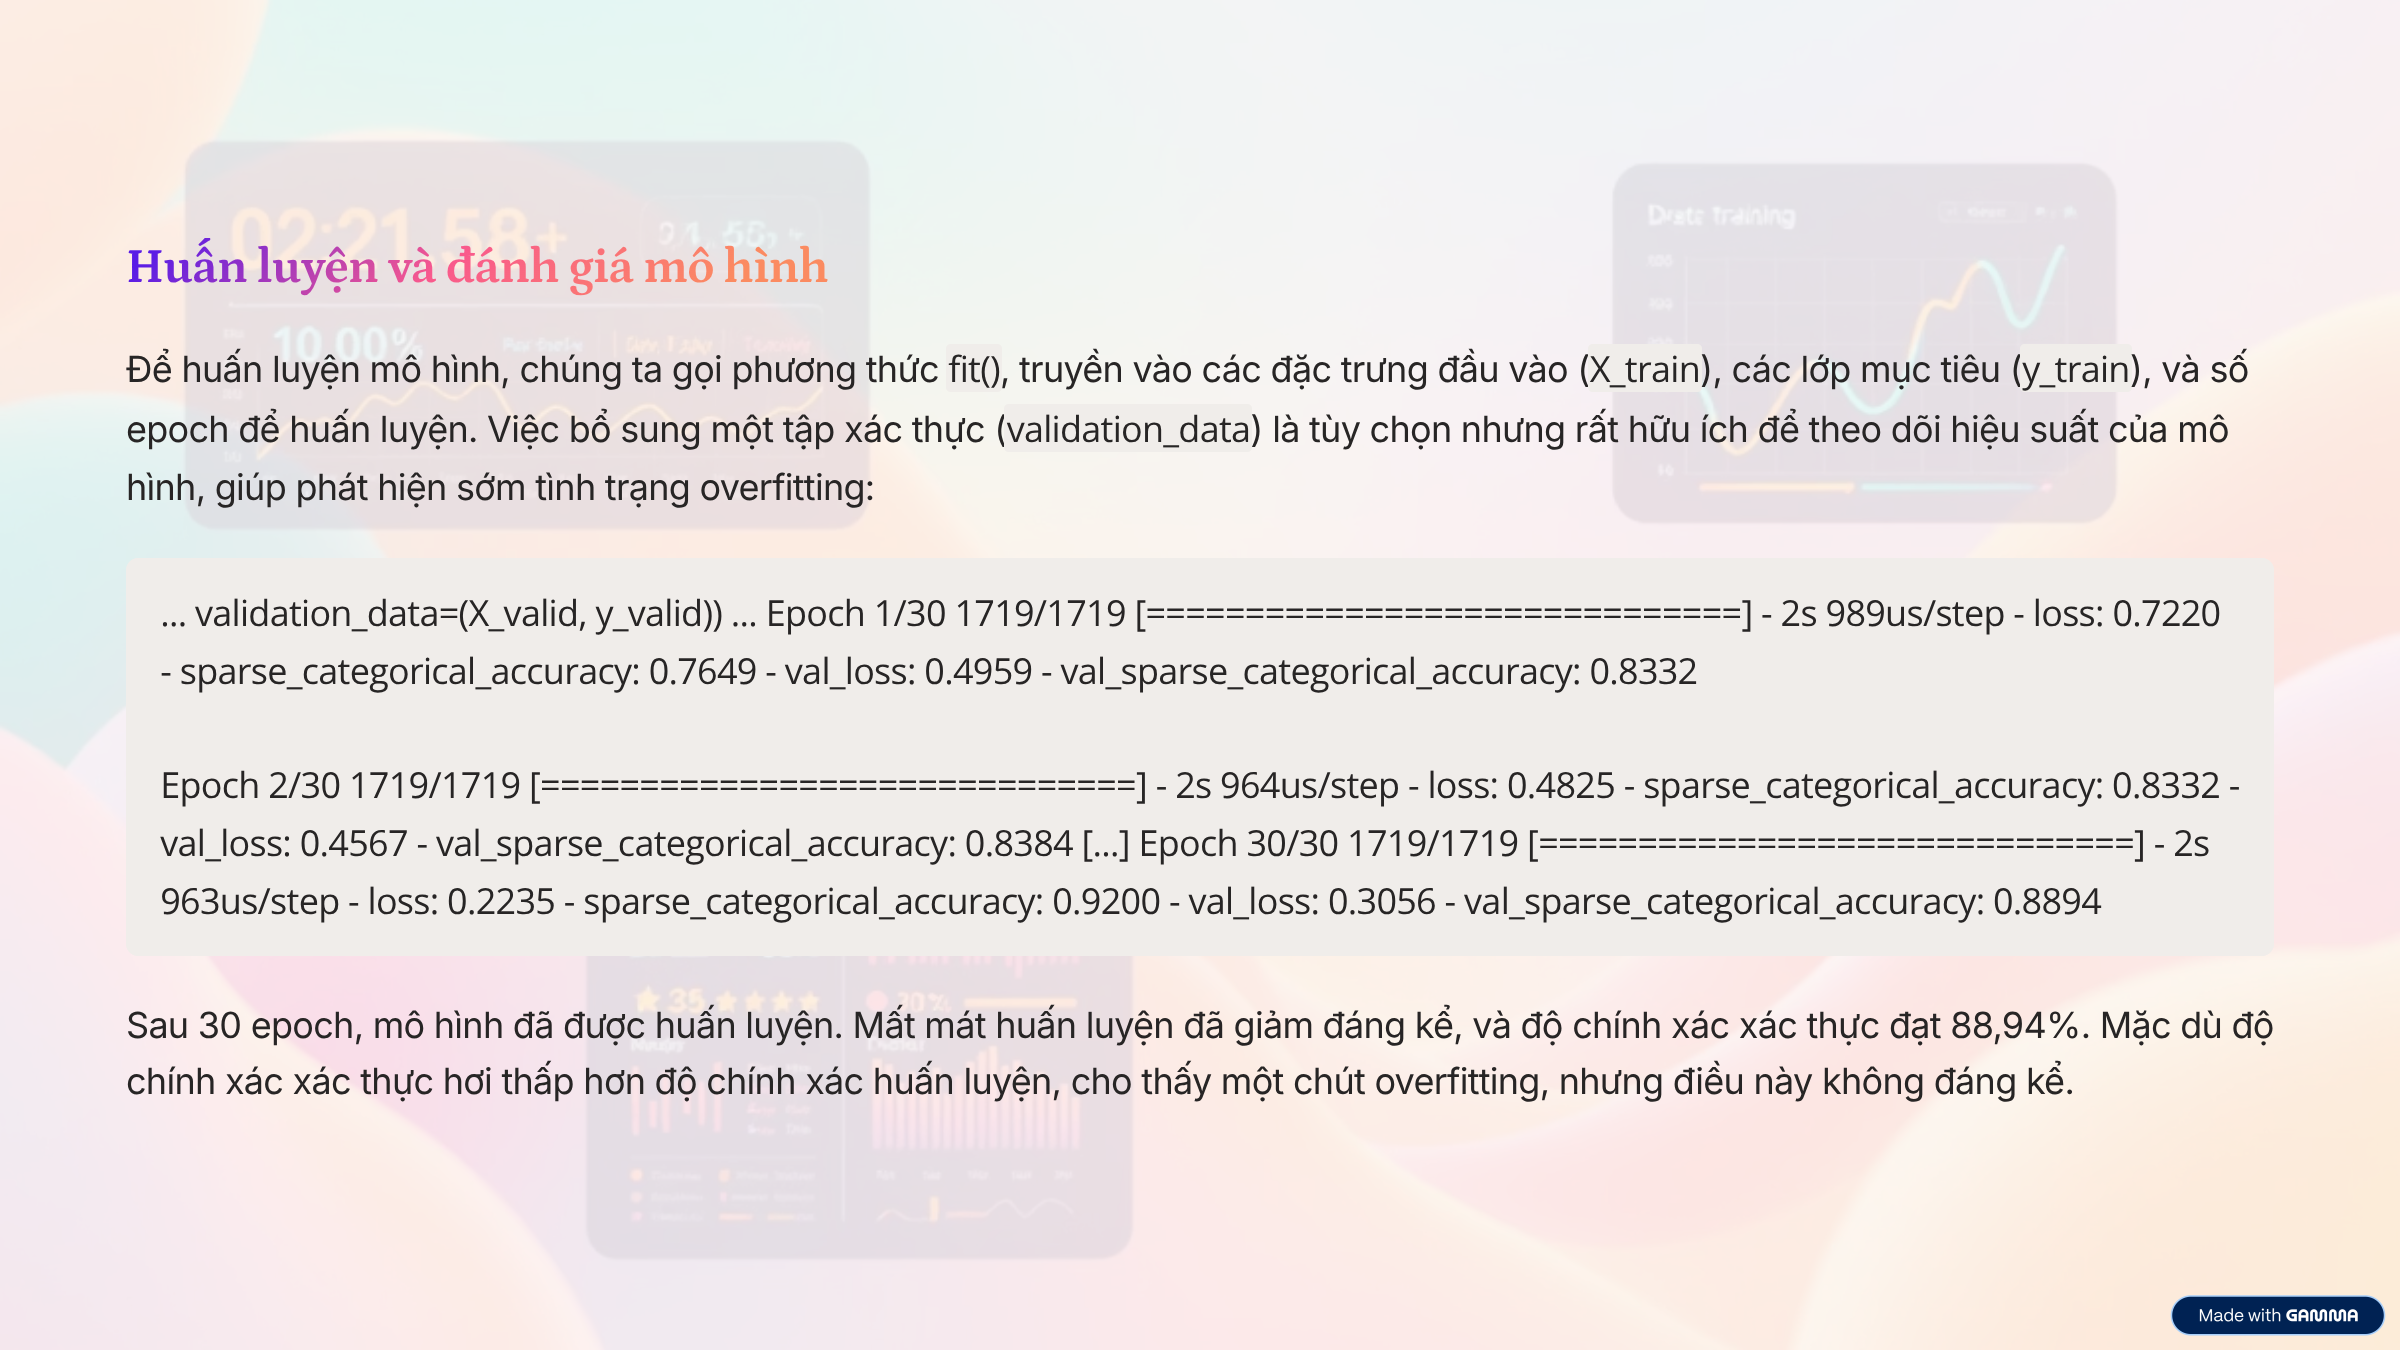 02:21.58+
Drate training
Huấn luyện và đánh giá mô hình
10.00%
Để huấn luyện mô hình, chúng ta gọi phương thức fit(), truyền vào các đặc trưng đầu vào (X_train), các lớp mục tiêu (y_train), và số
epoch để huấn luyện. Việc bổ sung một tập xác thực (validation_data) là tùy chọn nhưng rất hữu ích để theo dõi hiệu suất của mô
hình, giúp phát hiện sớm tình trạng overfitting:
... validation_data=(X_valid, y_valid)) ... Epoch 1/30 1719/1719 [==============================] - 2s 989us/step - loss: 0.7220
- sparse_categorical_accuracy: 0.7649 - val_loss: 0.4959 - val_sparse_categorical_accuracy: 0.8332
Epoch 2/30 1719/1719 [==============================] - 2s 964us/step - loss: 0.4825 - sparse_categorical_accuracy: 0.8332 -
val_loss: 0.4567 - val_sparse_categorical_accuracy: 0.8384 [...] Epoch 30/30 1719/1719 [==============================] - 2s
963us/step - loss: 0.2235 - sparse_categorical_accuracy: 0.9200 - val_loss: 0.3056 - val_sparse_categorical_accuracy: 0.8894
35
70%
Sau 30 epoch, mô hình đã được huấn luyện. Mất mát huấn luyện đã giảm đáng kể, và độ chính xác xác thực đạt 88,94%. Mặc dù độ
chính xác xác thực hơi thấp hơn độ chính xác huấn luyện, cho thấy một chút overfitting, nhưng điều này không đáng kể.
Made with GAMMA